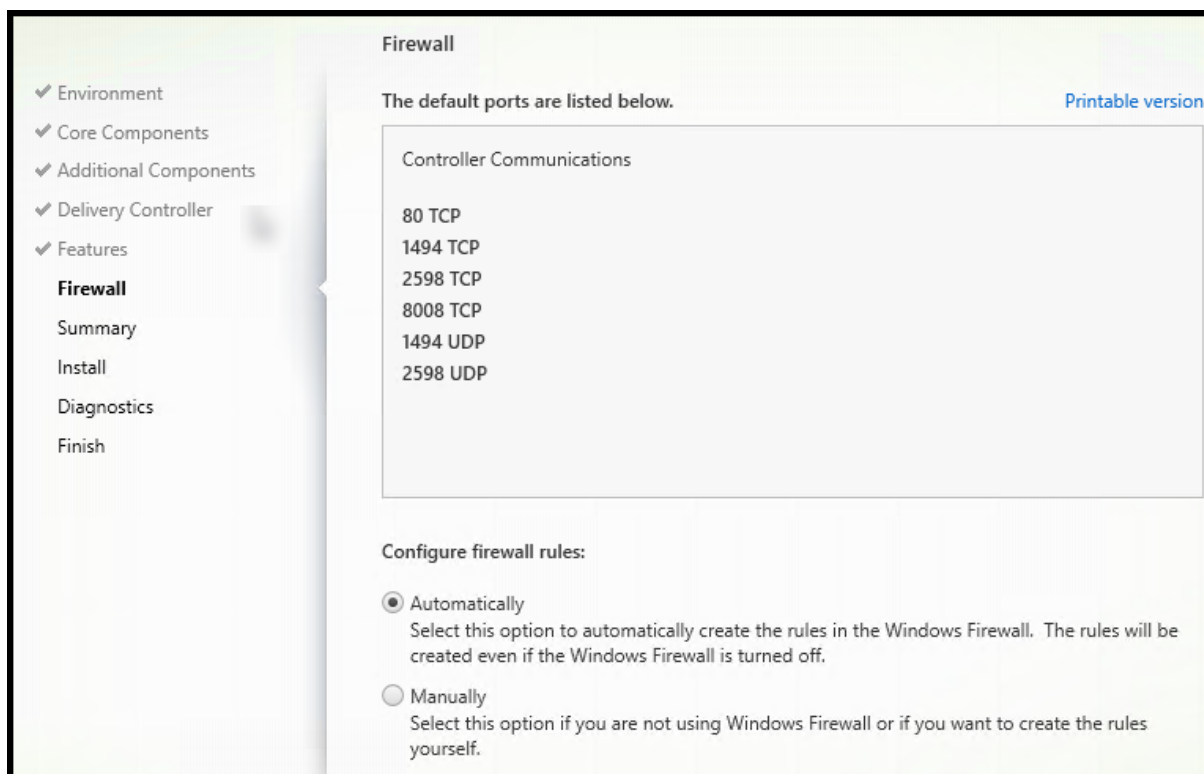 Environment
Core Components
Additional Components
Delivery Controller
Features
Firewall
Summary
Install
Diagnostics
Finish
Firewall
The default ports are listed below.
Printable version
Controller Communications
80 TCP
1494 TCP
2598 TCP
8008 TCP
1494 UDP
2598 UDP
Configure firewall rules:
Automatically
Select this option to automatically create the rules in the Windows Firewall. The rules will be
created even if the Windows Firewall is turned off.
Manually
Select this option if you are not using Windows Firewall or if you want to create the rules
yourself.